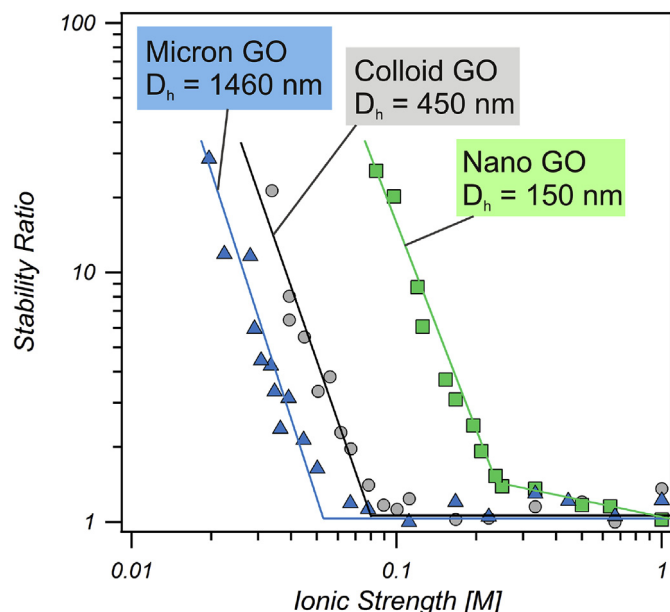 100
Micron GO
Dh = 1460 nm
Colloid GO
Dh = 450 nm
Nano GO
Dh = 150 nm
Stability Ratio
10
1
0.01
0.1
1
Ionic Strength [M]